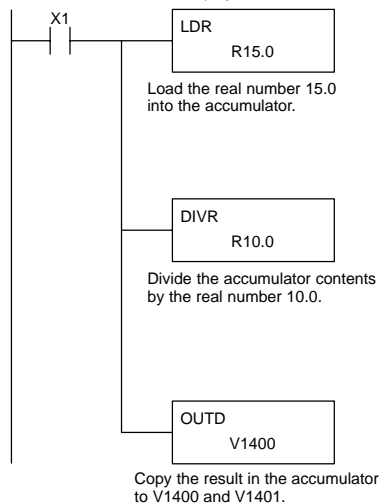 X1
LDR
R15.0
Load the real number 15.0
into the accumulator.
DIVR
R10.0
Divide the accumulator contents
by the real number 10.0.
OUTD
V1400
Copy the result in the accumulator
to V1400 and V1401.